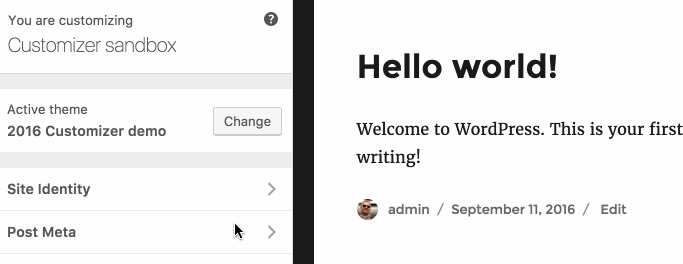 You are customizing
Customizer sandbox
Active theme
2016 Customizer demo
Change
Site Identity
Post Meta
Hello world!
Welcome to WordPress. This is your first
writing!
admin / September 11, 2016 / Edit